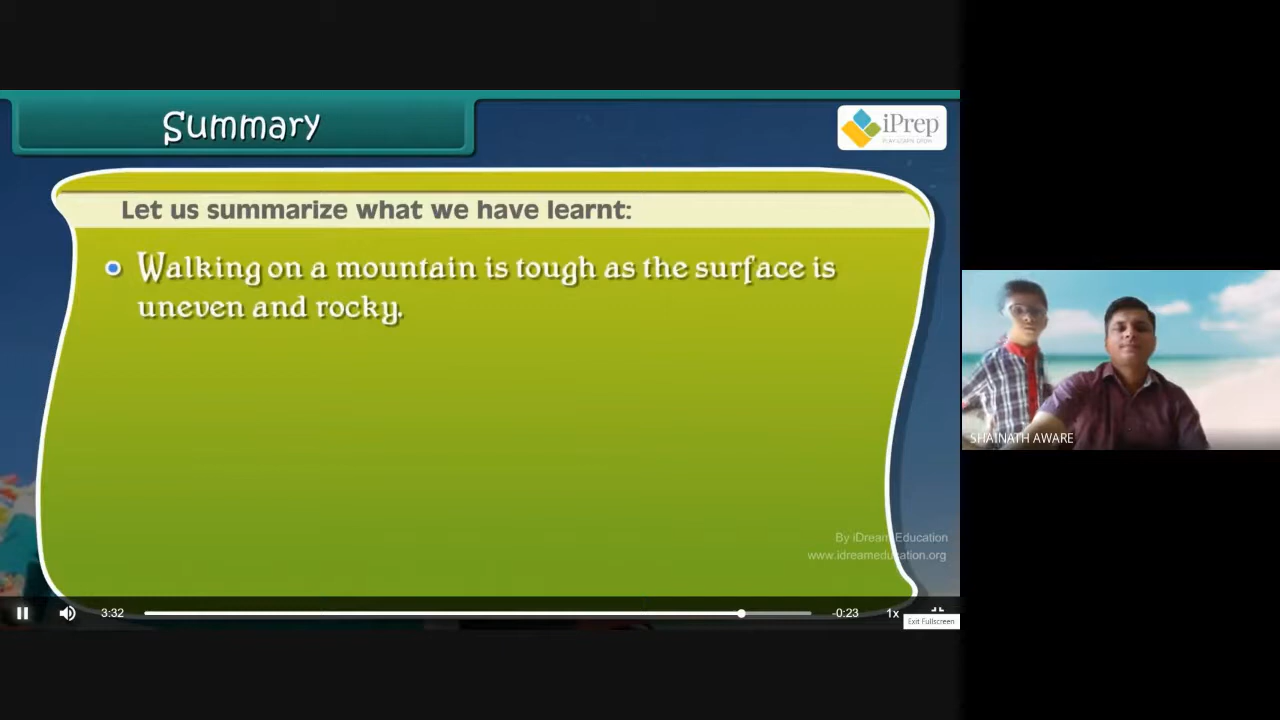 Summary
iPrep
Let us summarize what we have learnt:
Walking on a mountain is tough as the surface is
uneven and rocky.
SHAINATH AWARE
By iDream Education
www.idreameducation.org
3:32
-0:23
1x
Exit Fullscreen